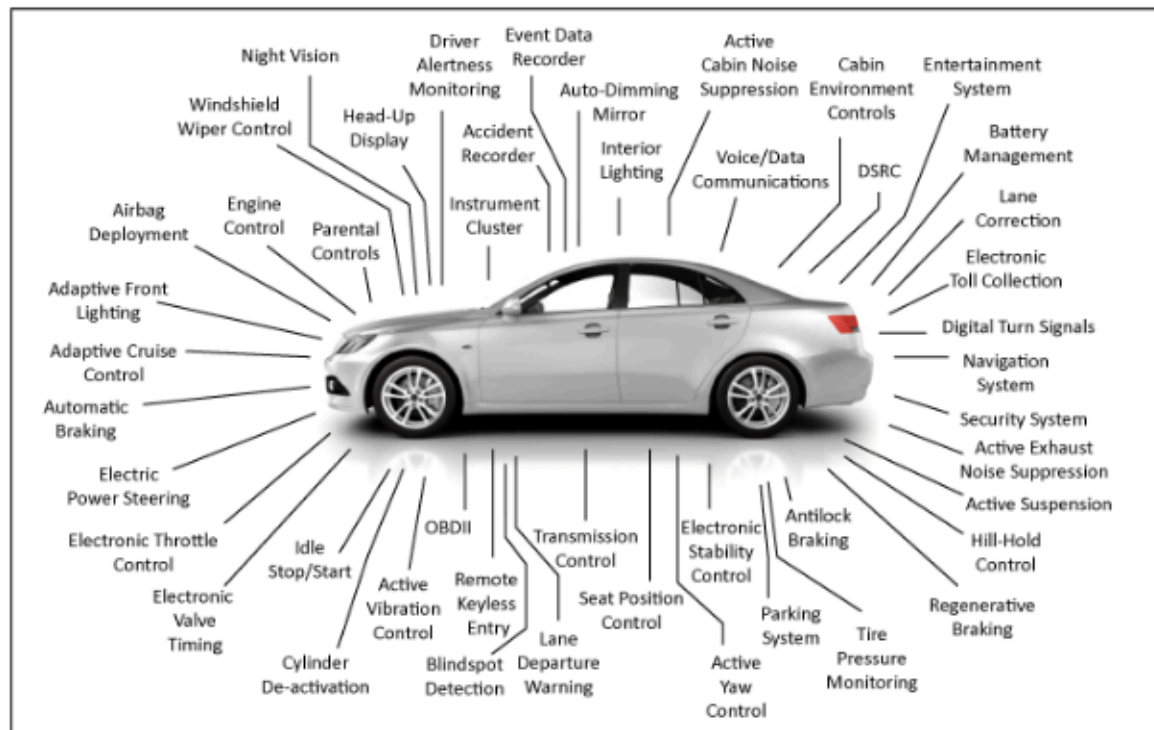 Night Vision
Driver
Alertness
Monitoring
Event Data
Recorder
Active
Cabin Noise
Suppression
Cabin
Environment
Controls
Entertainment
System
Windshield
Wiper Control
Head-Up
Display
Accident
Recorder
Auto-Dimming
Mirror
Interior
Lighting
Voice/Data
Communications
DSRC
Battery
Management
Lane
Correction
Airbag
Deployment
Engine
Control
Parental
Controls
Instrument
Cluster
Electronic
Toll Collection
Adaptive Front
Lighting
Digital Turn Signals
Adaptive Cruise
Control
Navigation
System
Automatic
Braking
Security System
Electric
Power Steering
Active Exhaust
Noise Suppression
Active Suspension
Electronic Throttle
Control
Idle
Stop/Start
OBDII
Transmission
Control
Electronic
Stability
Control
Antilock
Braking
Hill-Hold
Control
Electronic
Valve
Timing
Active
Vibration
Control
Remote
Keyless
Entry
Seat Position
Control
Parking
System
Regenerative
Braking
Cylinder
De-activation
Blindspot
Detection
Lane
Departure
Warning
Active
Yaw
Control
Tire
Pressure
Monitoring